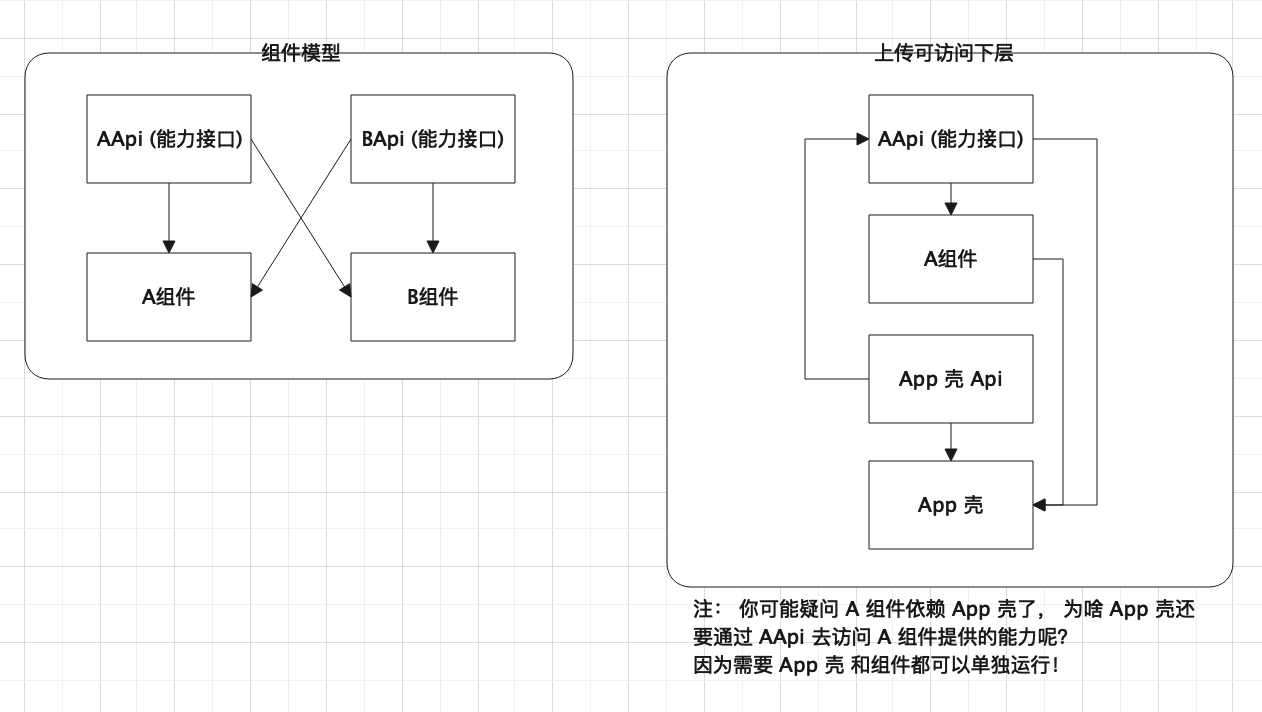 组件模型
AApi (能力接口)
BApi (能力接口)
A组件
B组件
上传可访问下层
AApi (能力接口)
A组件
App 壳 Api
App 壳
注： 你可能疑问 A 组件依赖 App 壳了， 为啥 App 壳还
要通过 AApi 去访问 A 组件提供的能力呢?
因为需要 App 壳 和组件都可以单独运行！